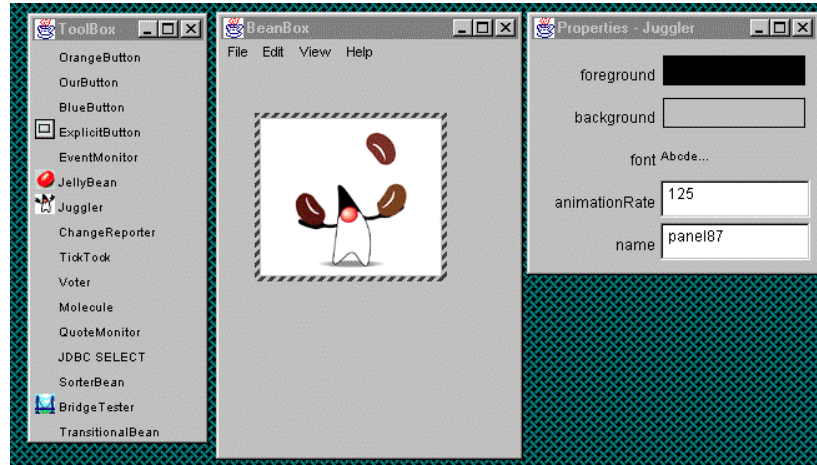 ToolBox
OrangeButton
OurButton
BlueButton
ExplicitButton
EventMonitor
JellyBean
Juggler
ChangeReporter
TickTock
Voter
Molecule
QuoteMonitor
JDBC SELECT
SorterBean
BridgeTester
TransitionalBean
BeanBox
File Edit View Help
Properties - Juggler
foreground
background
font Abcde...
animationRate 125
name panel87